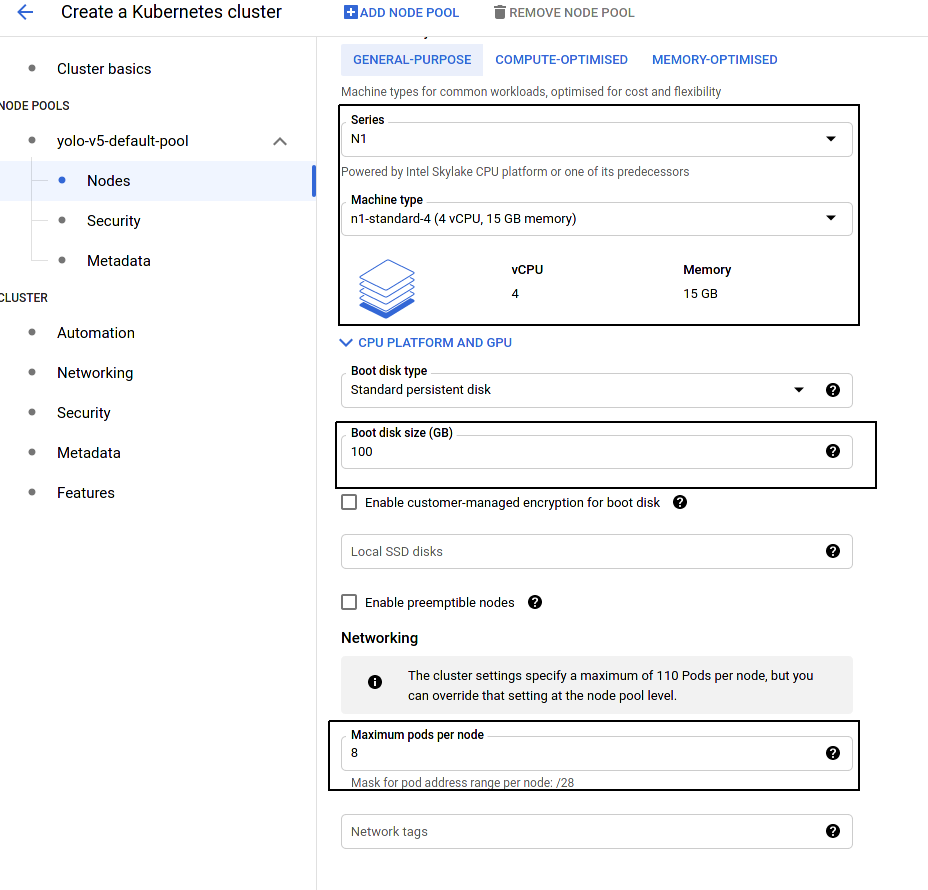 Create a Kubernetes cluster
ADD NODE POOL
REMOVE NODE POOL
Cluster basics
NODE POOLS
yolo-v5-default-pool
Nodes
Security
Metadata
CLUSTER
Automation
Networking
Security
Metadata
Features
GENERAL-PURPOSE COMPUTE-OPTIMISED MEMORY-OPTIMISED
Machine types for common workloads, optimised for cost and flexibility
Series
N1
Powered by Intel Skylake CPU platform or one of its predecessors
Machine type
n1-standard-4 (4 vCPU, 15 GB memory)
vCPU Memory
4 15 GB
CPU PLATFORM AND GPU
Boot disk type
Standard persistent disk
Boot disk size (GB)
100
Enable customer-managed encryption for boot disk
Local SSD disks
Enable preemptible nodes
Networking
The cluster settings specify a maximum of 110 Pods per node, but you
can override that setting at the node pool level.
Maximum pods per node
8
Mask for pod address range per node: /28
Network tags